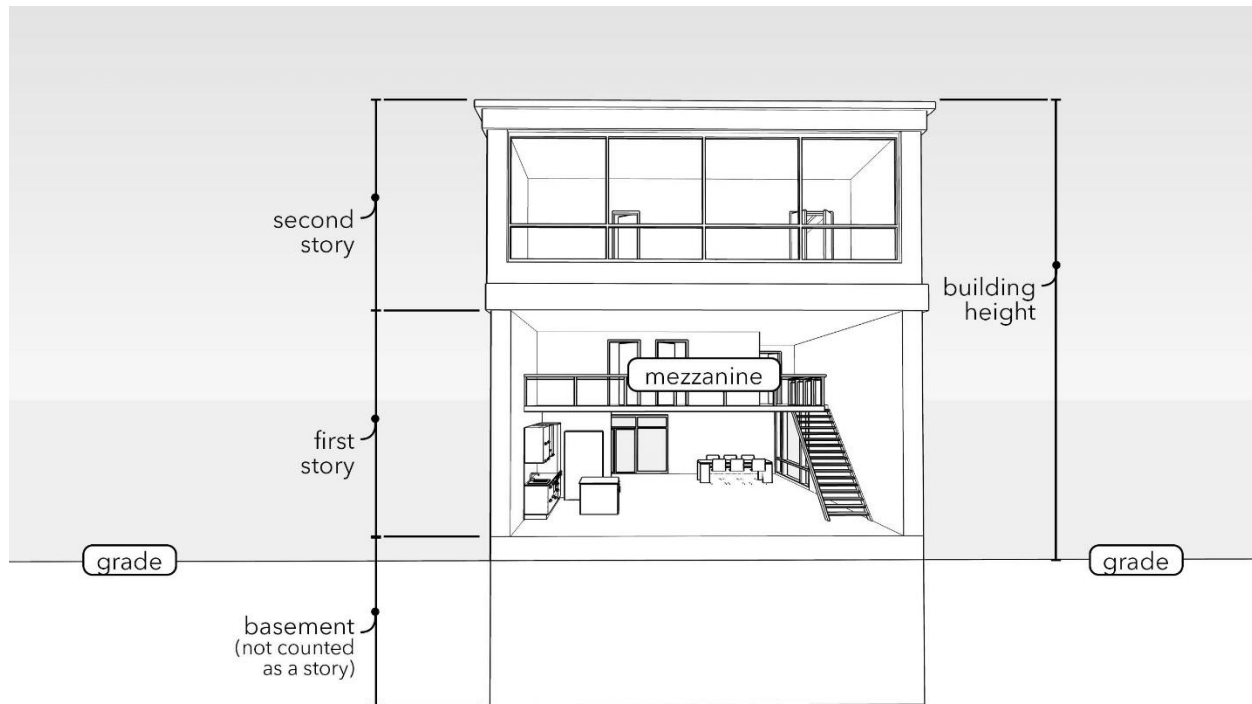 second
story
mezzanine
building
height
first
story
grade
grade
basement
(not counted
as a story)